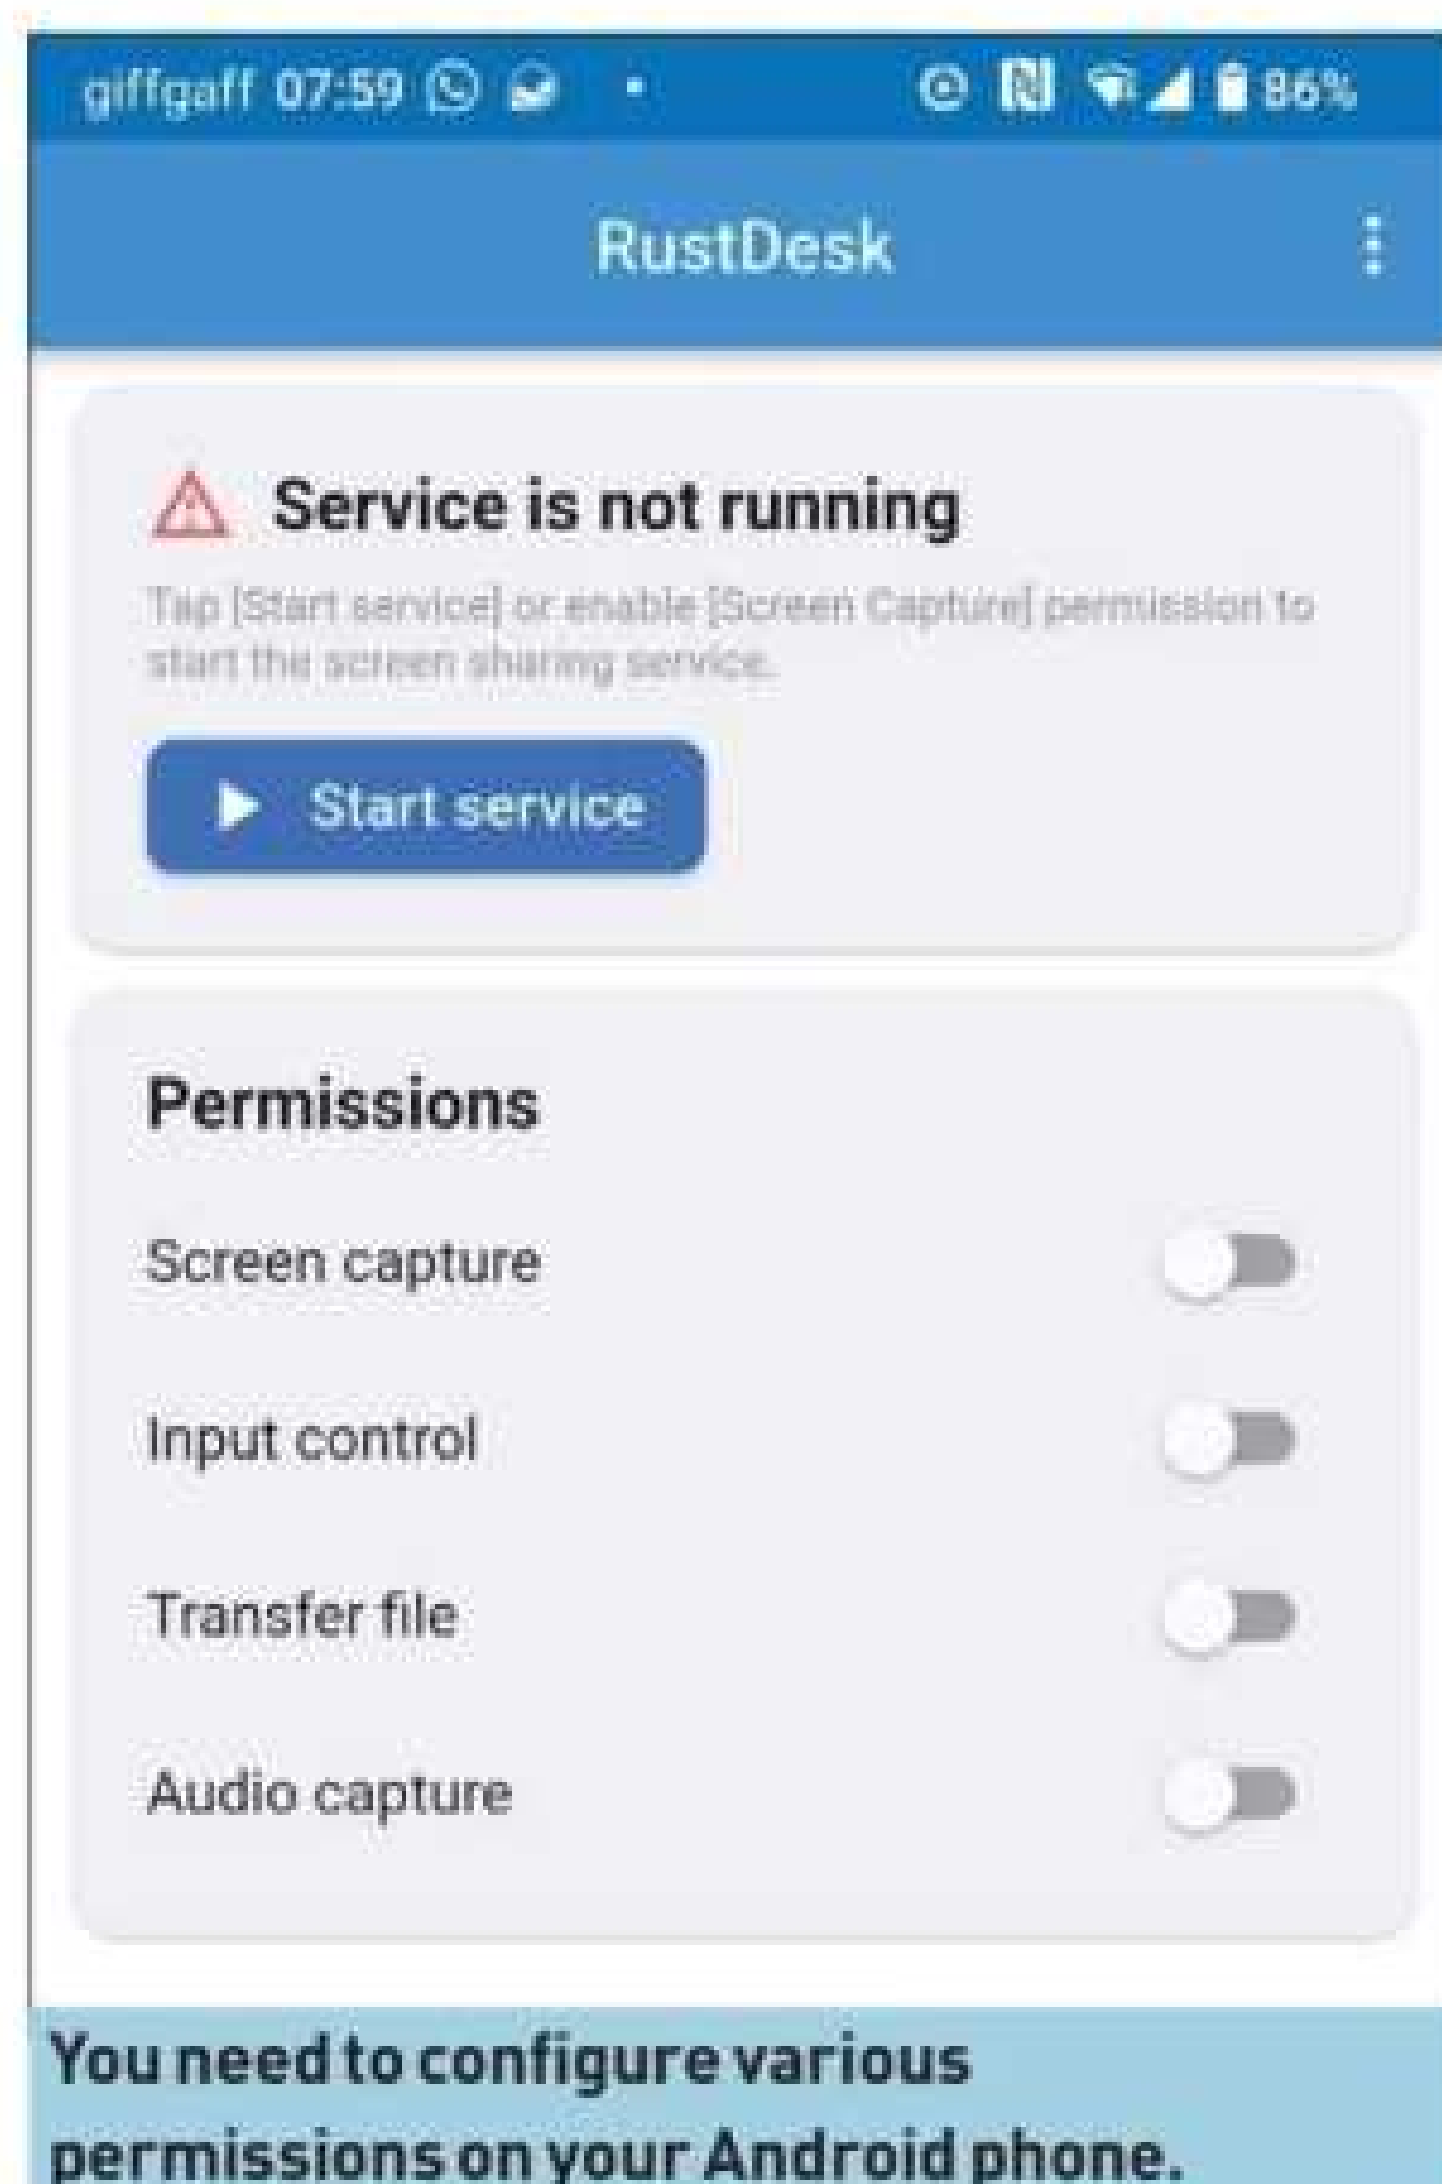 giffgaff 07:59 86%
RustDesk
Service is not running
Tap [Start service] or enable [Screen Capture] permission to
start the screen sharing service.
Start service
Permissions
Screen capture
Input control
Transfer file
Audio capture
You need to configure various
permissions on your Android phone.